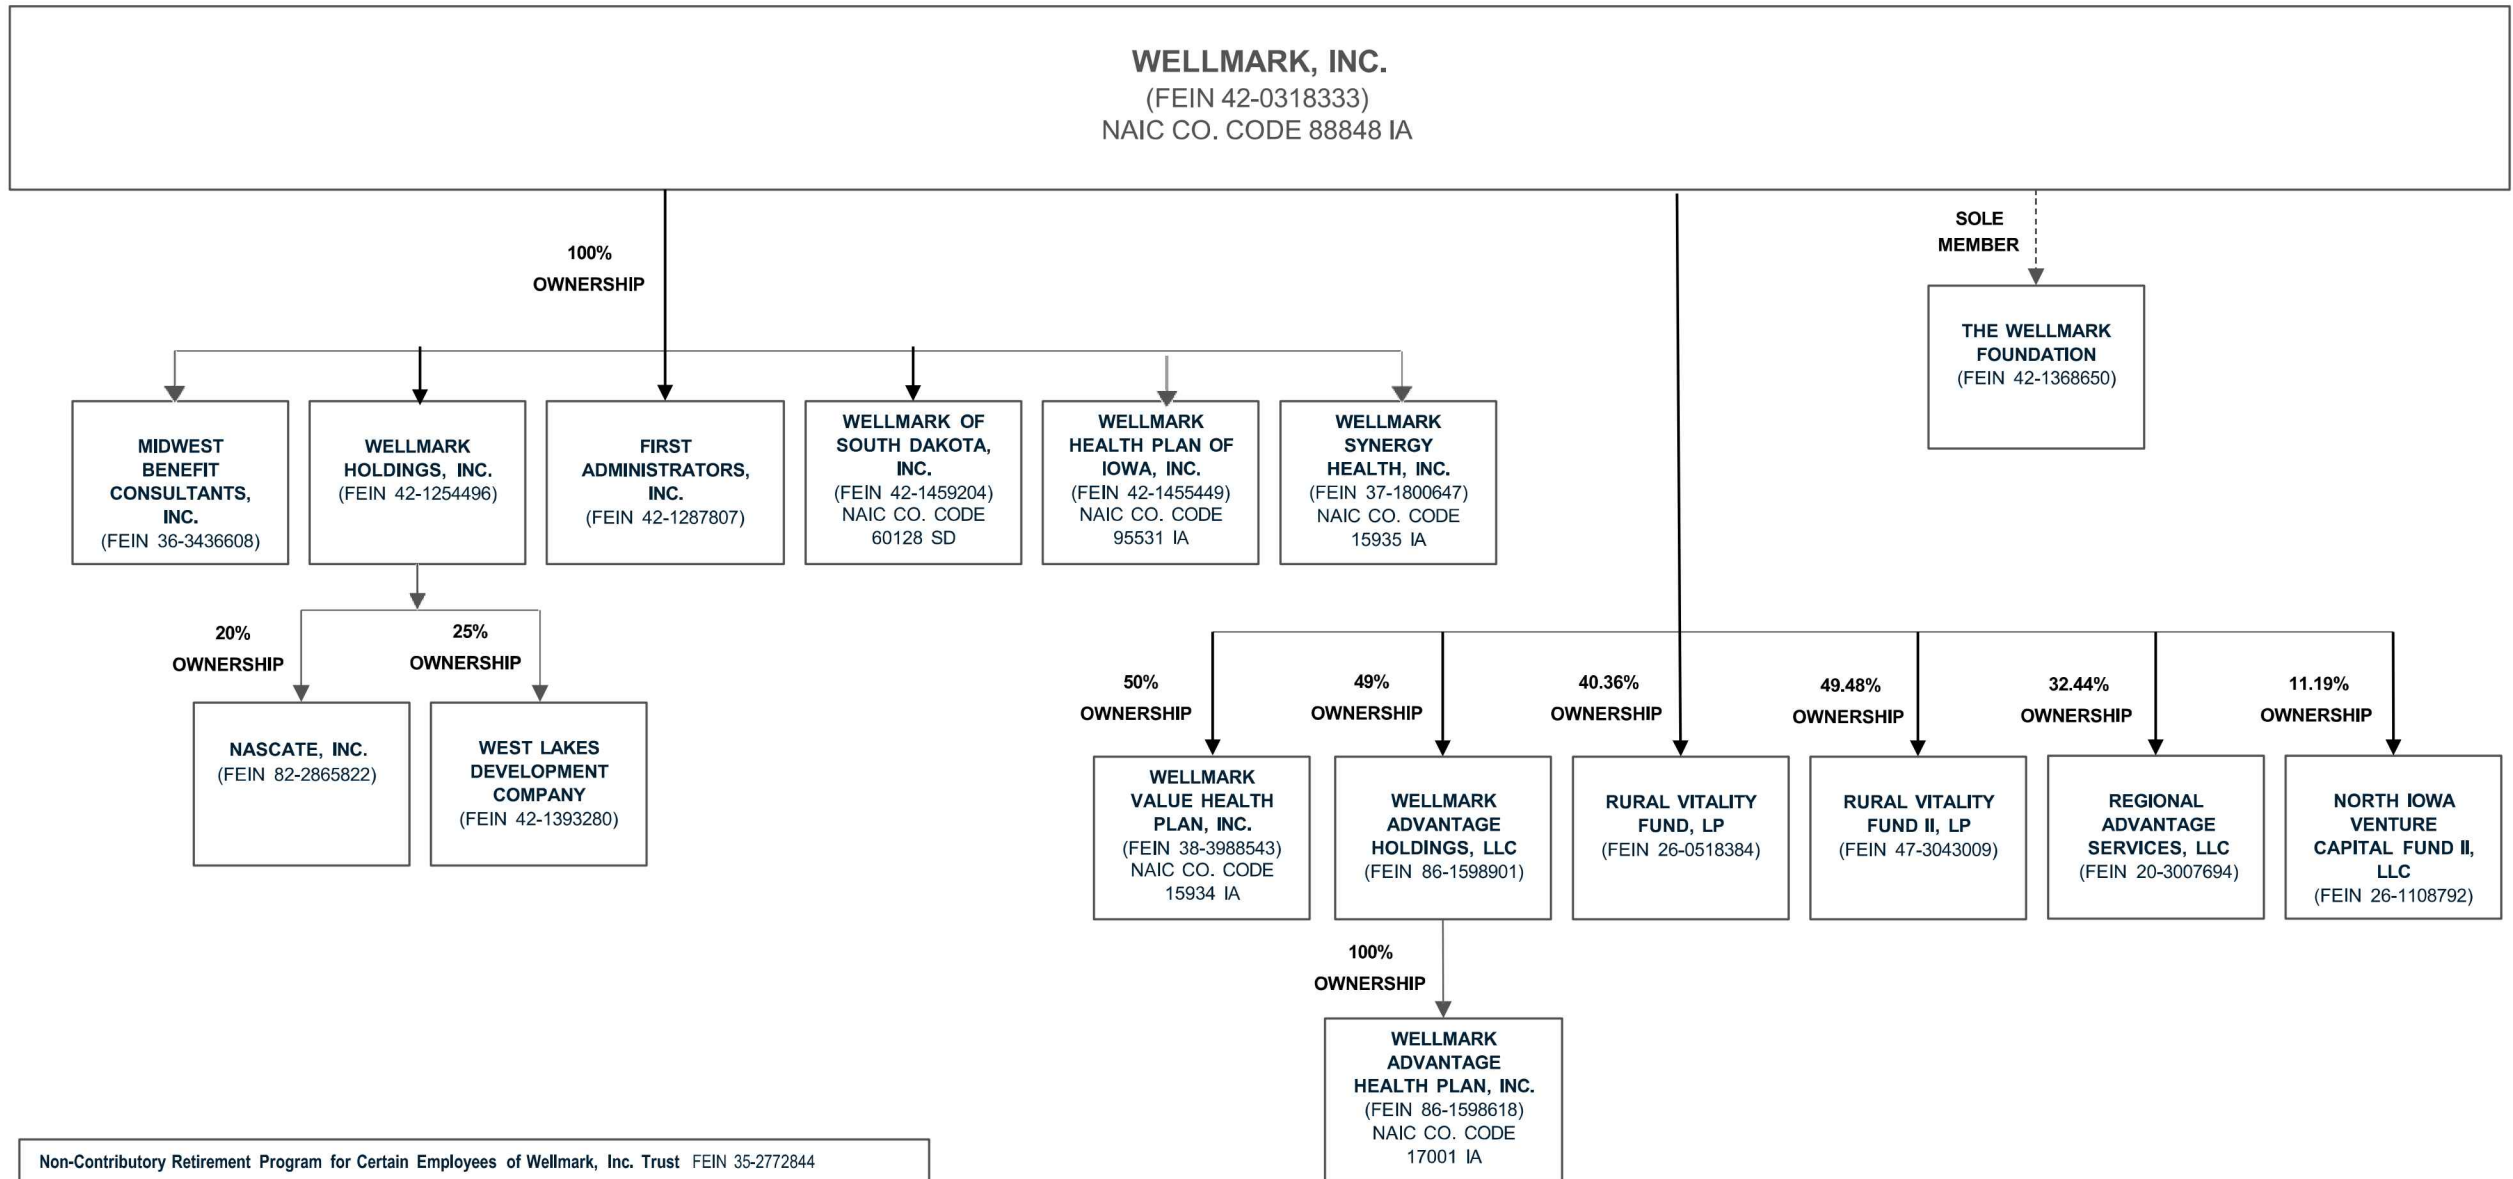 WELLMARK, INC.
(FEIN 42-0318333)
NAIC CO. CODE 88848 IA
100%
OWNERSHIP
SOLE
MEMBER
THE WELLMARK
FOUNDATION
(FEIN 42-1368650)
MIDWEST
BENEFIT
CONSULTANTS,
INC.
(FEIN 36-3436608)
WELLMARK
HOLDINGS, INC.
(FEIN 42-1254496)
FIRST
ADMINISTRATORS,
INC.
(FEIN 42-1287807)
WELLMARK OF
SOUTH DAKOTA,
INC.
(FEIN 42-1459204)
NAIC CO. CODE
60128 SD
WELLMARK
HEALTH PLAN OF
IOWA, INC.
(FEIN 42-1455449)
NAIC CO. CODE
95531 IA
WELLMARK
SYNERGY
HEALTH, INC.
(FEIN 37-1800647)
NAIC CO. CODE
15935 IA
20%
OWNERSHIP
25%
OWNERSHIP
NASCATE, INC.
(FEIN 82-2865822)
WEST LAKES
DEVELOPMENT
COMPANY
(FEIN 42-1393280)
50%
OWNERSHIP
49%
OWNERSHIP
40.36%
OWNERSHIP
49.48%
OWNERSHIP
32.44%
OWNERSHIP
11.19%
OWNERSHIP
WELLMARK
VALUE HEALTH
PLAN, INC.
(FEIN 38-3988543)
NAIC CO. CODE
15934 IA
WELLMARK
ADVANTAGE
HOLDINGS, LLC
(FEIN 86-1598901)
RURAL VITALITY
FUND, LP
(FEIN 26-0518384)
RURAL VITALITY
FUND II, LP
(FEIN 47-3043009)
REGIONAL
ADVANTAGE
SERVICES, LLC
(FEIN 20-3007694)
NORTH IOWA
VENTURE
CAPITAL FUND II,
LLC
(FEIN 26-1108792)
100%
OWNERSHIP
WELLMARK
ADVANTAGE
HEALTH PLAN, INC.
(FEIN 86-1598618)
NAIC CO. CODE
17001 IA
Non-Contributory Retirement Program for Certain Employees of Wellmark, Inc. Trust FEIN 35-2772844